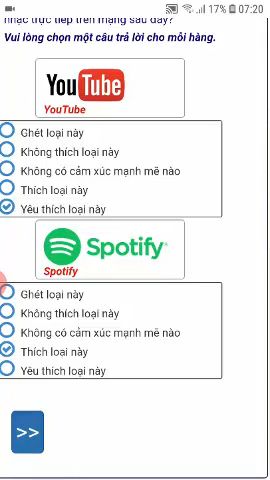 17% 07:20
nhạc trực tiếp trên mạng sau đây?
Vui lòng chọn một câu trả lời cho mỗi hàng.
YouTube
YouTube
Ghét loại này
Không thích loại này
Không có cảm xúc mạnh mẽ nào
Thích loại này
Yêu thích loại này
Spotify
Spotify
Ghét loại này
Không thích loại này
Không có cảm xúc mạnh mẽ nào
Thích loại này
Yêu thích loại này
>>